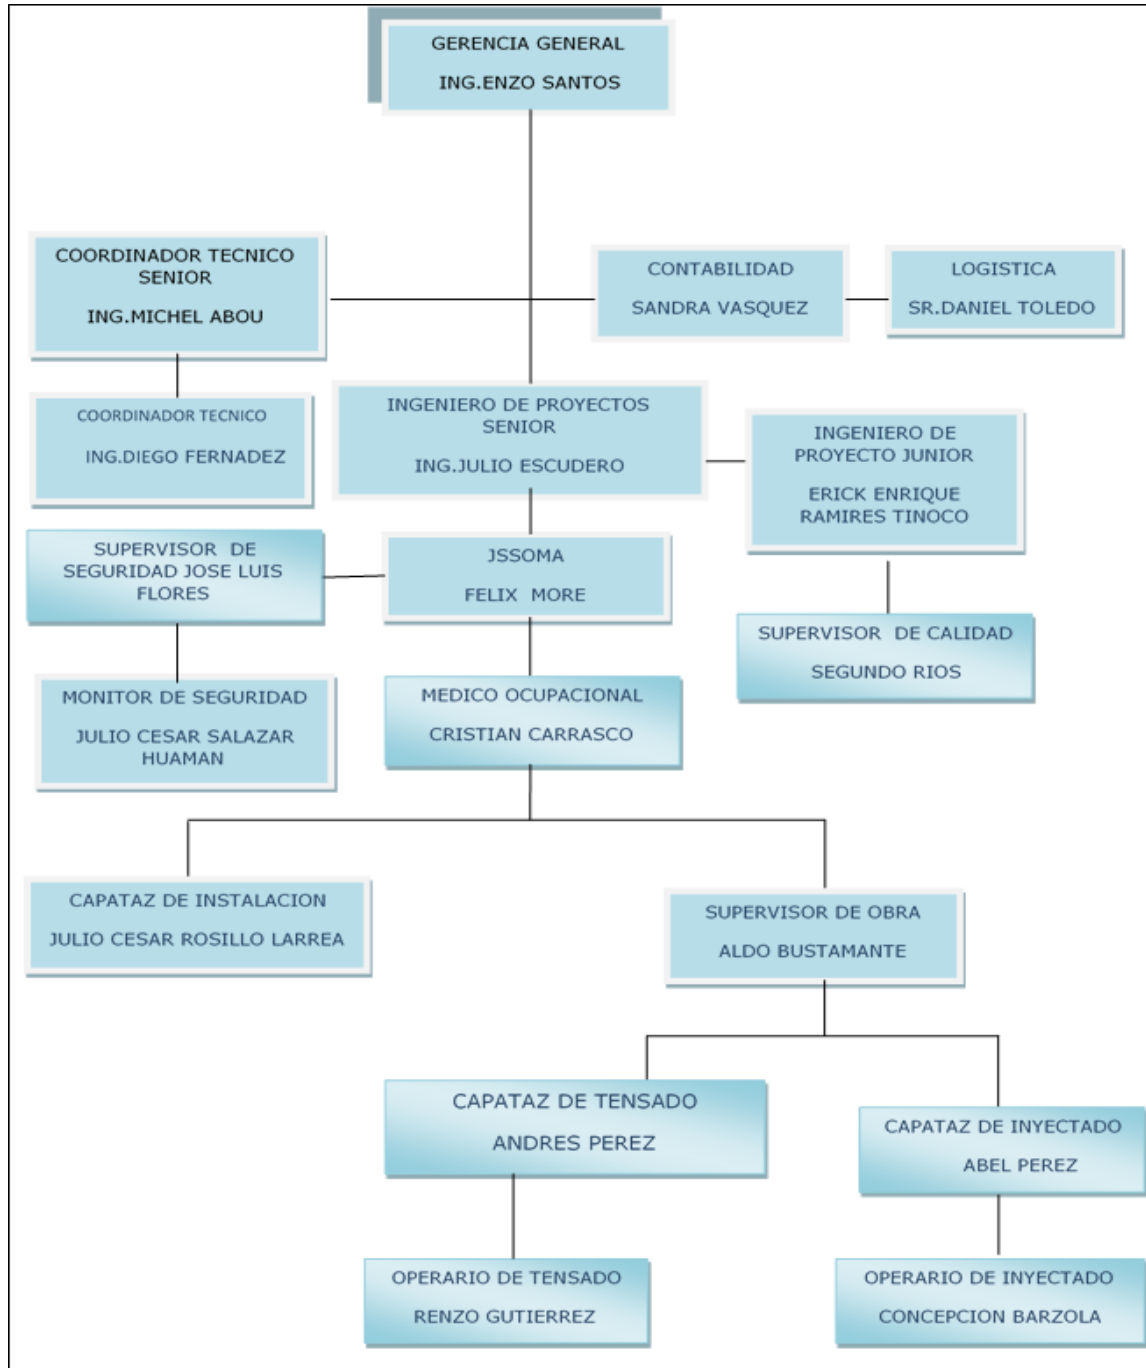 GERENCIA GENERAL
ING.ENZO SANTOS
COORDINADOR TECNICO
SENIOR
ING.MICHEL ABOU
CONTABILIDAD
SANDRA VASQUEZ
LOGISTICA
SR.DANIEL TOLEDO
COORDINADOR TECNICO
ING.DIEGO FERNADEZ
INGENIERO DE PROYECTOS
SENIOR
ING.JULIO ESCUDERO
INGENIERO DE
PROYECTO JUNIOR
ERICK ENRIQUE
RAMIRES TINOCO
SUPERVISOR DE
SEGURIDAD JOSE LUIS
FLORES
JSSOMA
FELIX MORE
SUPERVISOR DE CALIDAD
SEGUNDO RIOS
MONITOR DE SEGURIDAD
JULIO CESAR SALAZAR
HUAMAN
MEDICO OCUPACIONAL
CRISTIAN CARRASCO
CAPATAZ DE INSTALACION
JULIO CESAR ROSILLO LARREA
SUPERVISOR DE OBRA
ALDO BUSTAMANTE
CAPATAZ DE TENSADO
ANDRES PEREZ
CAPATAZ DE INYECTADO
ABEL PEREZ
OPERARIO DE TENSADO
RENZO GUTIERREZ
OPERARIO DE INYECTADO
CONCEPCION BARZOLA